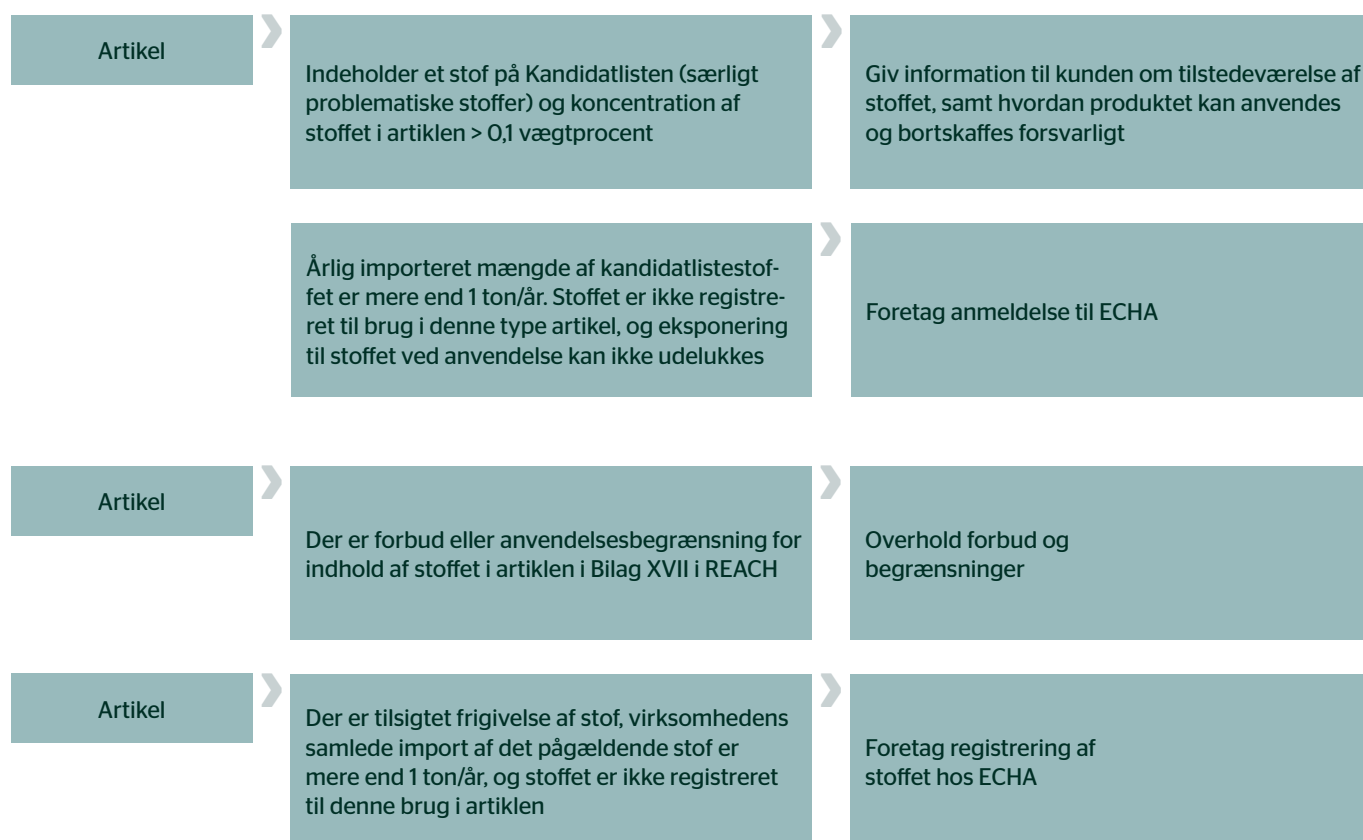 Artikel
Indeholder et stof på Kandidatlisten (særligt
problematiske stoffer) og koncentration af
stoffet i artiklen > 0,1 vægtprocent
Giv information til kunden om tilstedeværelse af
stoffet, samt hvordan produktet kan anvendes
og bortskaffes forsvarligt
Årlig importeret mængde af kandidatlistestof-
fet er mere end 1 ton/år. Stoffet er ikke registre-
ret til brug i denne type artikel, og eksponering
til stoffet ved anvendelse kan ikke udelukkes
Foretag anmeldelse til ECHA
Artikel
Der er forbud eller anvendelsesbegrænsning for
indhold af stoffet i artiklen i Bilag XVII i REACH
Overhold forbud og
begrænsninger
Artikel
Der er tilsigtet frigivelse af stof, virksomhedens
samlede import af det pågældende stof er
mere end 1 ton/år, og stoffet er ikke registreret
til denne brug i artiklen
Foretag registrering af
stoffet hos ECHA